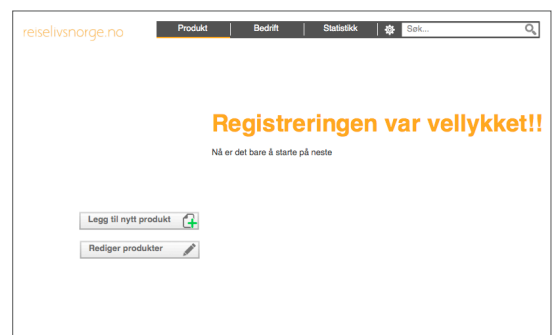 reiselivsnorge.no
Produkt Bedrift Statistikk Søk...
Registreringen var vellykket!!
Nå er det bare å starte på neste
Legg til nytt produkt
Rediger produkter